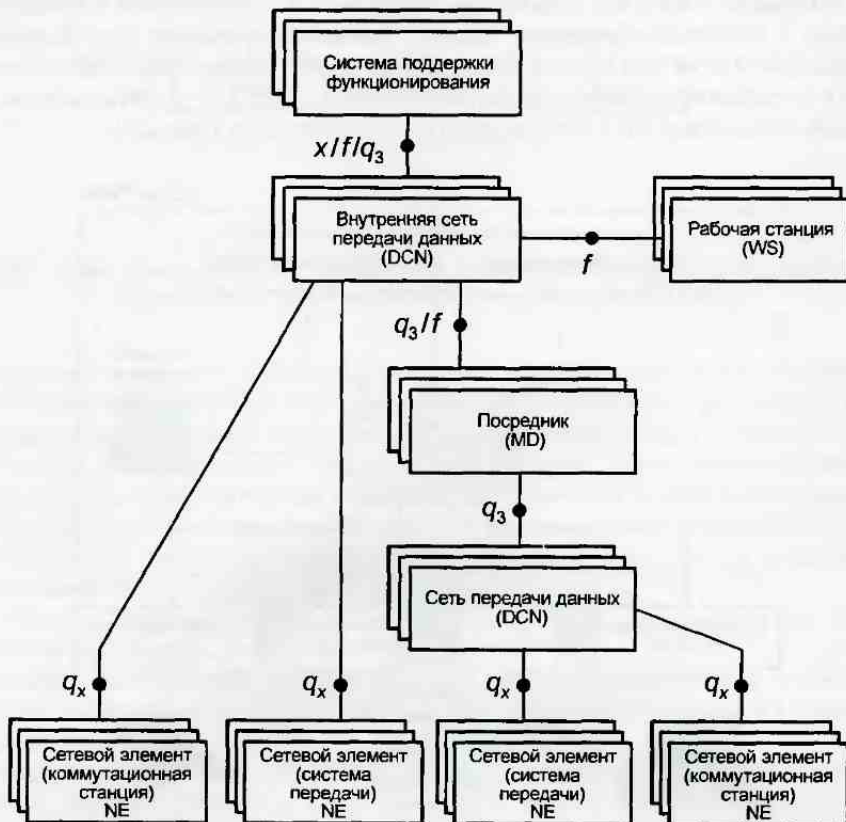 Система поддержки
функционирования
x/f/q₃
Внутренняя сеть
передачи данных
(DCN)
f
Рабочая станция
(WS)
q₃/f
Посредник
(MD)
q₃
Сеть передачи данных
(DCN)
qₓ
qₓ
qₓ
qₓ
Сетевой элемент
(коммутационная
станция)
NE
Сетевой элемент
(система
передачи)
NE
Сетевой элемент
(система
передачи)
NE
Сетевой элемент
(коммутационная
станция)
NE